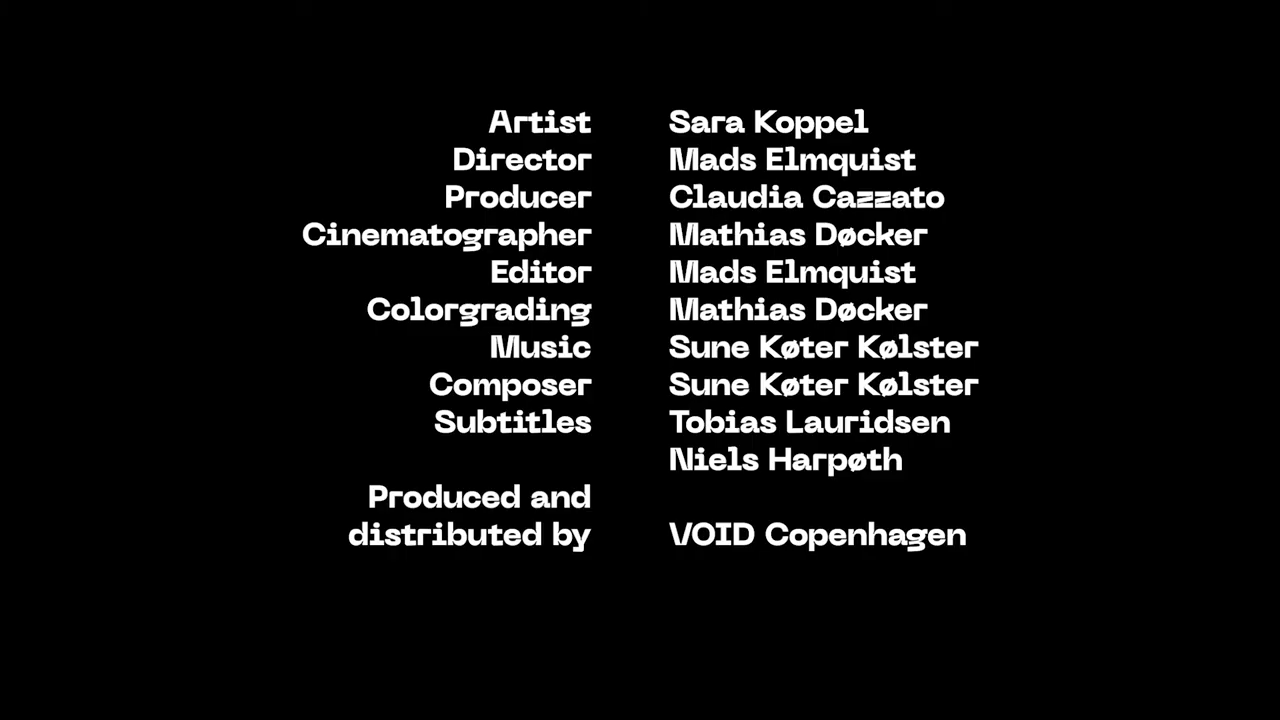 Artist Sara Koppel
Director Mads Elmquist
Producer Claudia Cazzato
Cinematographer Mathias Døcker
Editor Mads Elmquist
Colorgrading Mathias Døcker
Music Sune Køter Kølster
Composer Sune Køter Kølster
Subtitles Tobias Lauridsen
Niels Harpøth
Produced and
distributed by VOID Copenhagen